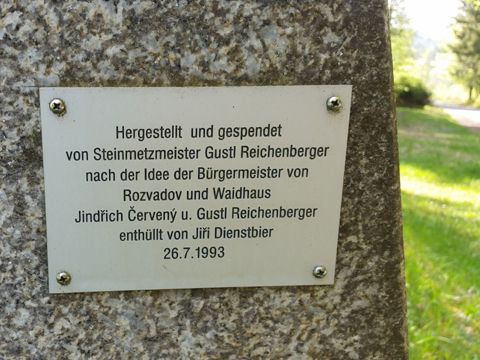 Hergestellt und gespendet
von Steinmetzmeister Gustl Reichenberger
nach der Idee der Bürgermeister von
Rozvadov und Waidhaus
Jindřich Červený u. Gustl Reichenberger
enthüllt von Jiří Dienstbier
26.7.1993